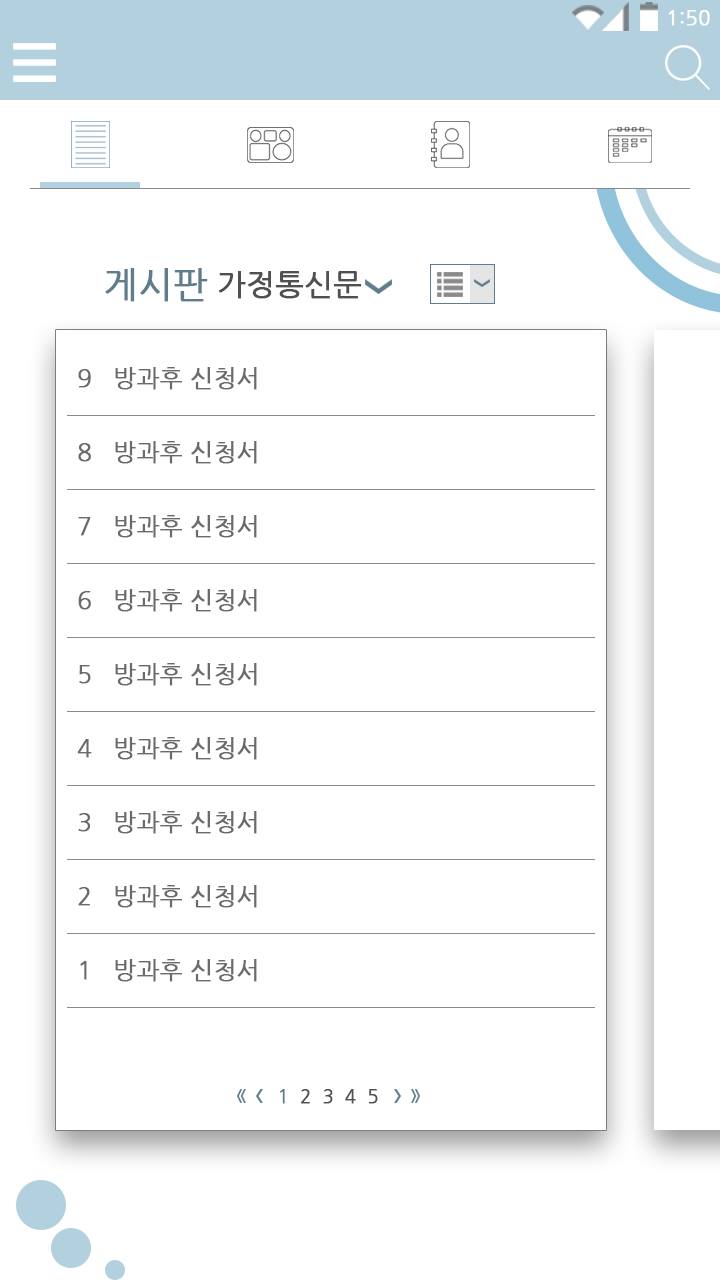 1:50
게시판 가정통신문
9 방과후 신청서
8 방과후 신청서
7 방과후 신청서
6 방과후 신청서
5 방과후 신청서
4 방과후 신청서
3 방과후 신청서
2 방과후 신청서
1 방과후 신청서
《 〈 1 2 3 4 5 〉 》